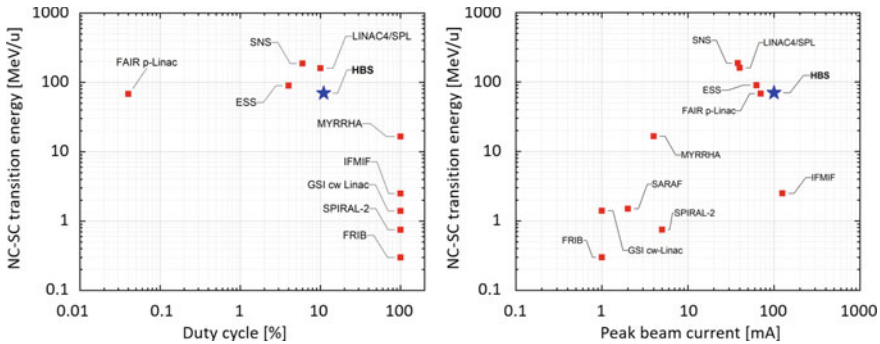 NC-SC transition energy [MeV/u]
1000
100
10
1
0.1
0.01
0.1
1
10
100
Duty cycle [%]
FAIR p-Linac
SNS
LINAC4/SPL
HBS
ESS
MYRRHA
IFMIF
GSI cw Linac
SPIRAL-2
FRIB
NC-SC transition energy [MeV/u]
1000
100
10
1
0.1
0.1
1
10
100
1000
Peak beam current [mA]
SNS
LINAC4/SPL
HBS
ESS
FAIR p-Linac
MYRRHA
IFMIF
SARAF
SPIRAL-2
FRIB
GSI cw-Linac